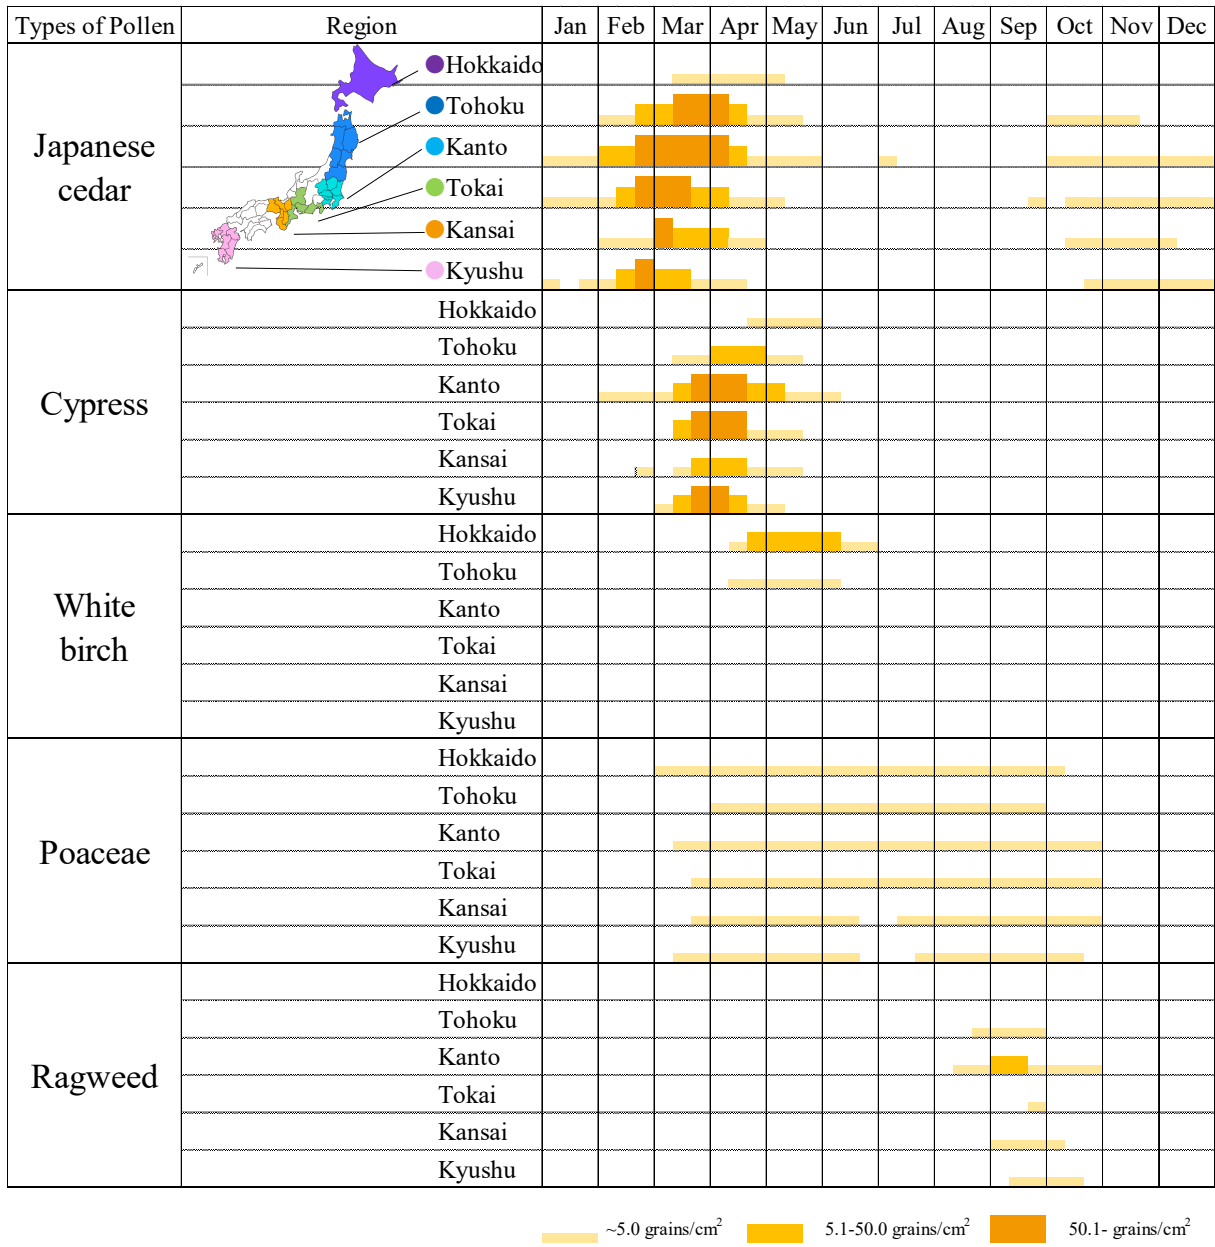 Types of Pollen Region Jan Feb Mar Apr May Jun Jul Aug Sep Oct Nov Dec
Japanese
cedar
Hokkaido
Tohoku
Kanto
Tokai
Kansai
Kyushu
Cypress
Hokkaido
Tohoku
Kanto
Tokai
Kansai
Kyushu
White
birch
Hokkaido
Tohoku
Kanto
Tokai
Kansai
Kyushu
Poaceae
Hokkaido
Tohoku
Kanto
Tokai
Kansai
Kyushu
Ragweed
Hokkaido
Tohoku
Kanto
Tokai
Kansai
Kyushu
~5.0 grains/cm² 5.1-50.0 grains/cm² 50.1- grains/cm²